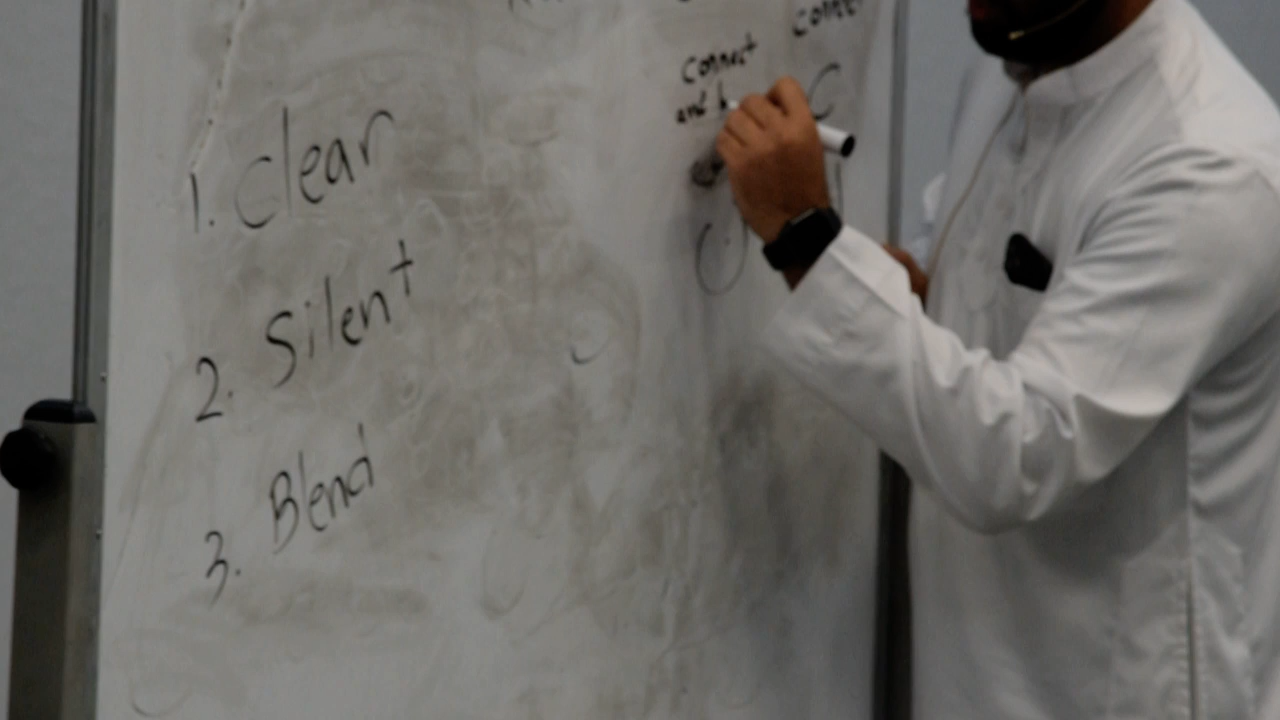 1. Clear
2. Silent
3. Blend
connect
connect
and